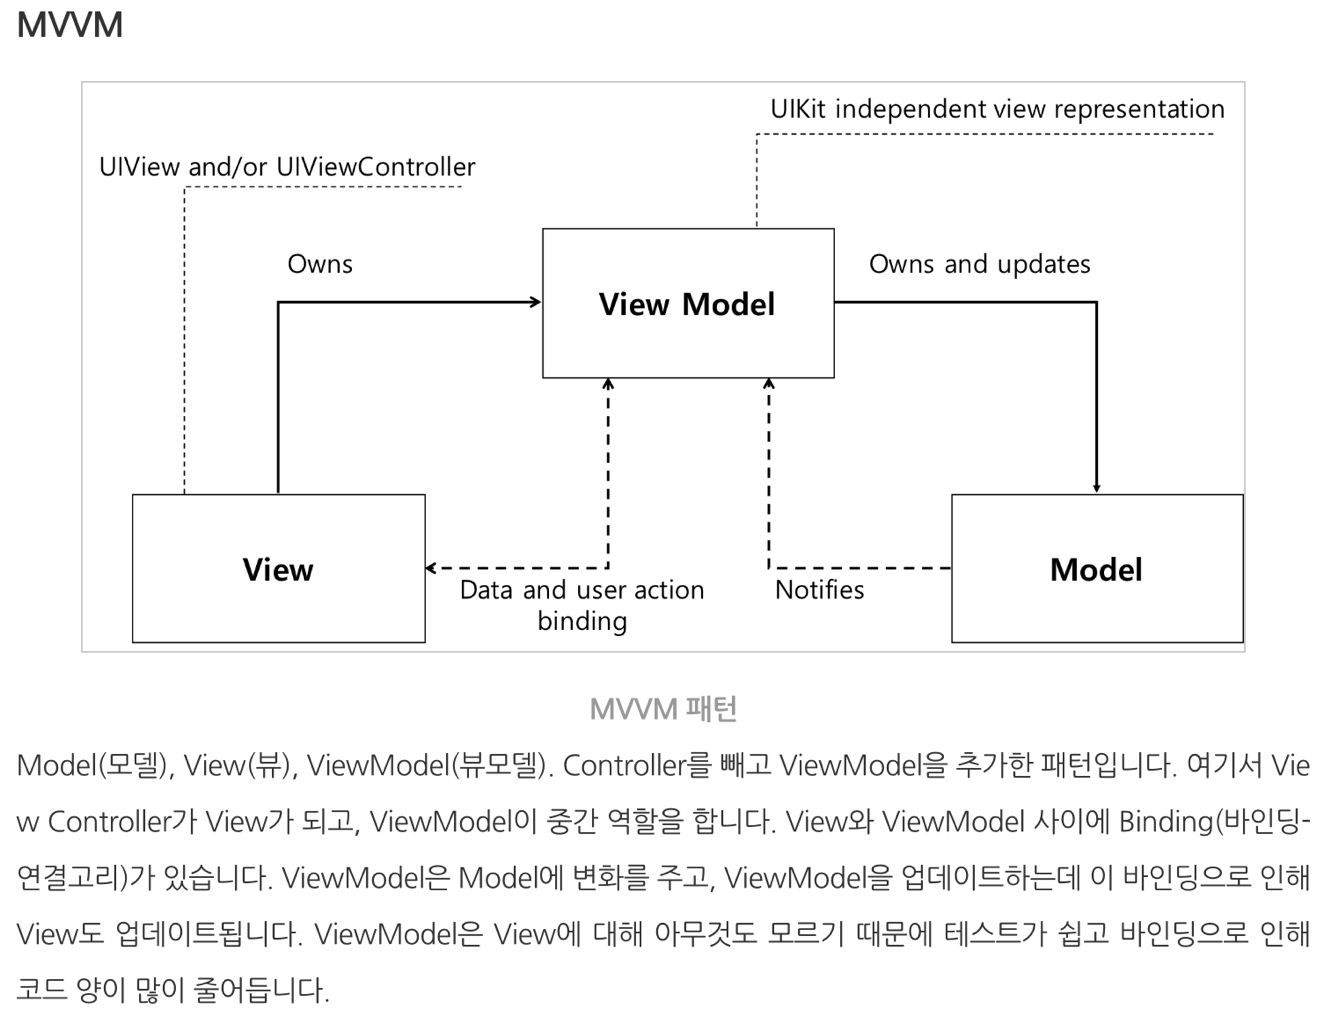 MVVM
UIKit independent view representation
UIView and/or UIViewController
Owns
Owns and updates
View Model
View
Model
Data and user action
binding
Notifies
MVVM 패턴
Model(모델), View(뷰), ViewModel(뷰모델). Controller를 빼고 ViewModel을 추가한 패턴입니다. 여기서 Vie
w Controller가 View가 되고, ViewModel이 중간 역할을 합니다. View와 ViewModel 사이에 Binding(바인딩-
연결고리)가 있습니다. ViewModel은 Model에 변화를 주고, ViewModel을 업데이트하는데 이 바인딩으로 인해
View도 업데이트됩니다. ViewModel은 View에 대해 아무것도 모르기 때문에 테스트가 쉽고 바인딩으로 인해
코드 양이 많이 줄어듭니다.